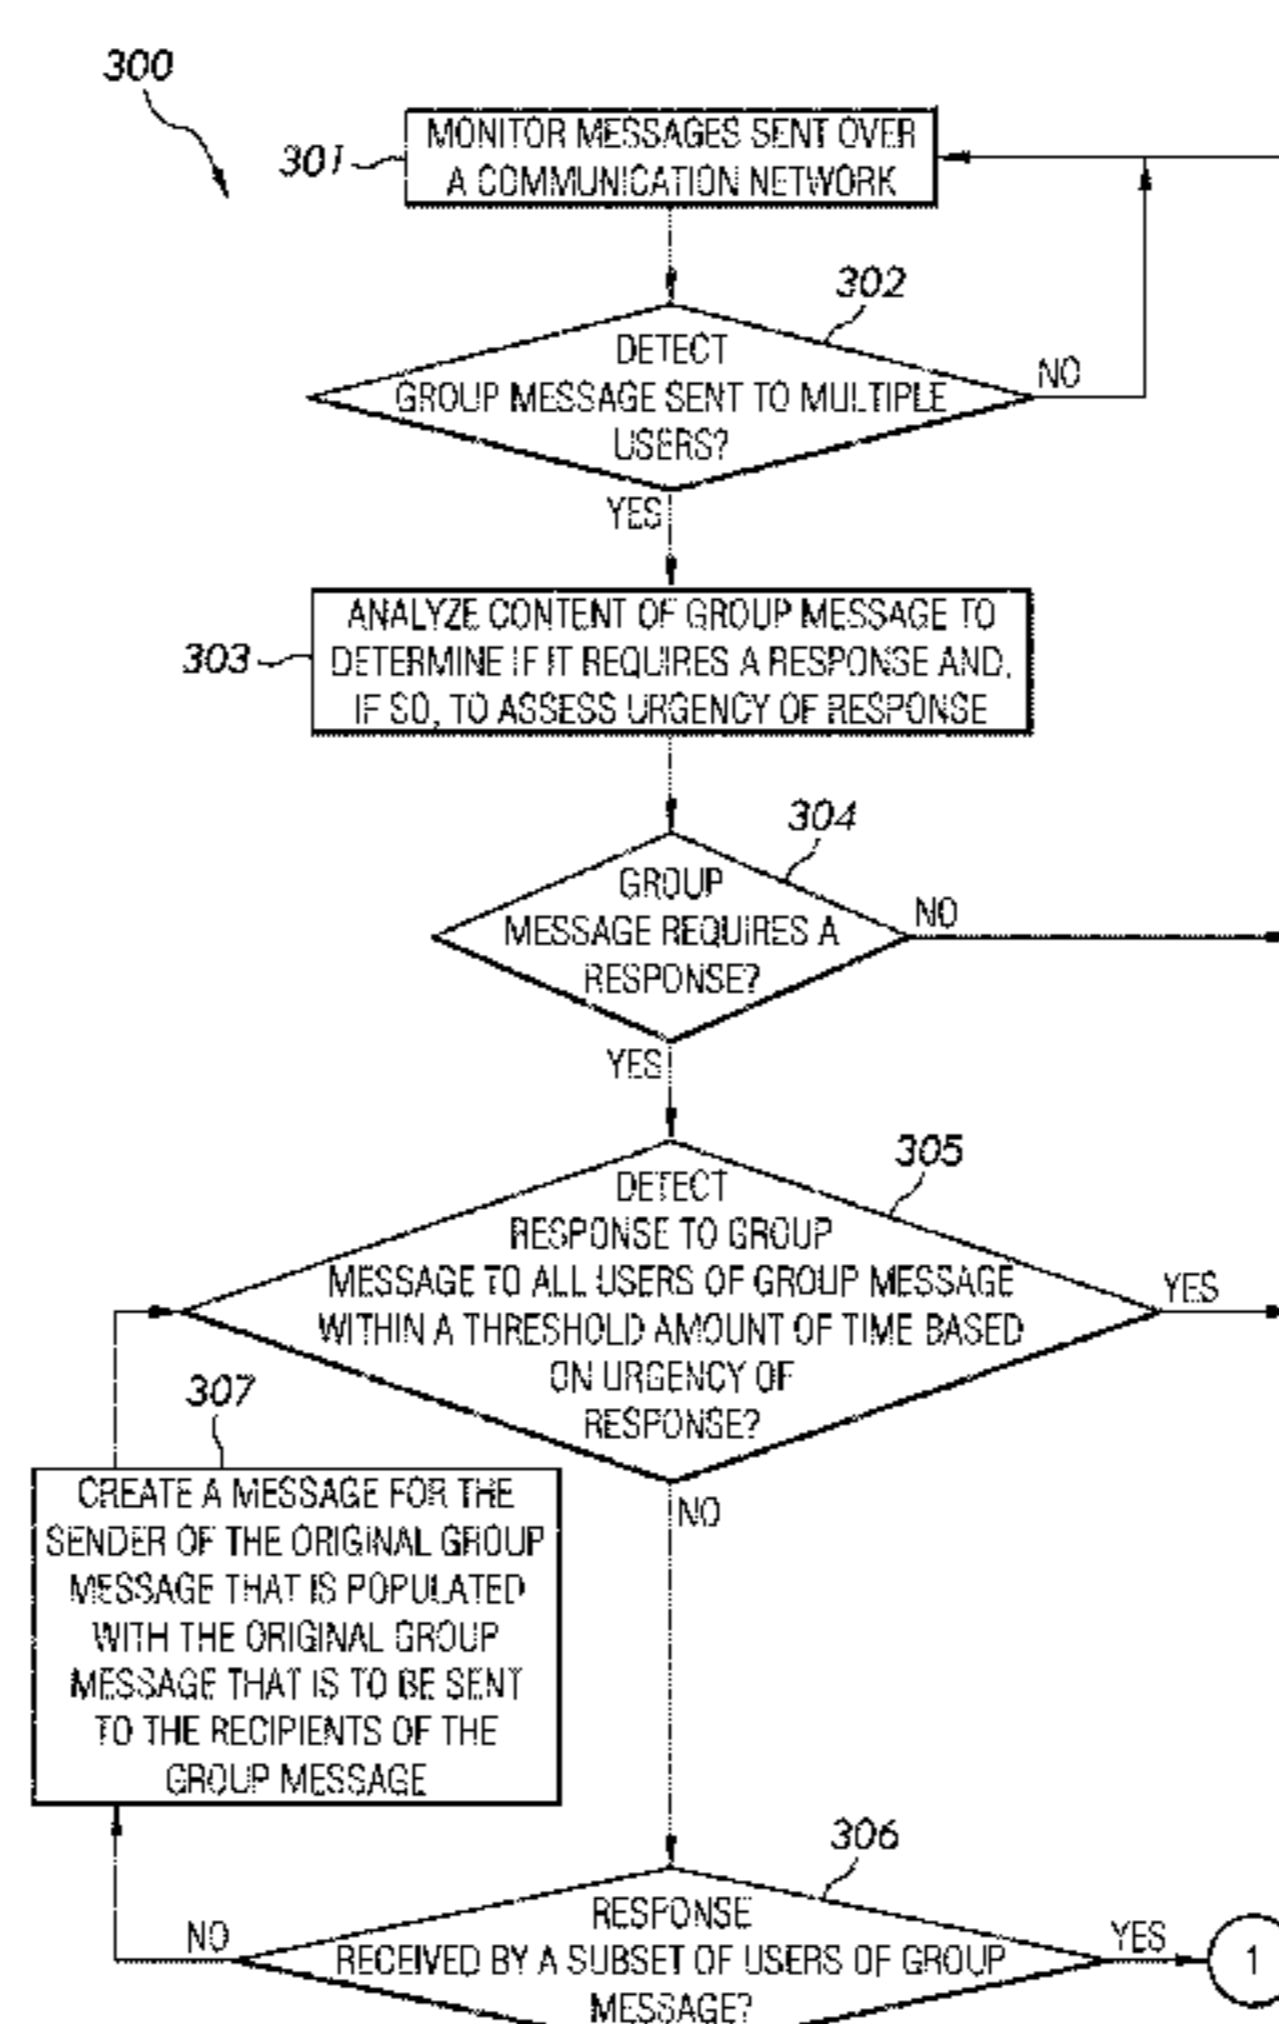 300
301
MONITOR MESSAGES SENT OVER
A COMMUNICATION NETWORK
302
DETECT
GROUP MESSAGE SENT TO MULTIPLE
USERS?
NO
YES
303
ANALYZE CONTENT OF GROUP MESSAGE TO
DETERMINE IF IT REQUIRES A RESPONSE AND,
IF SO, TO ASSESS URGENCY OF RESPONSE
304
GROUP
MESSAGE REQUIRES A
RESPONSE?
NO
YES
305
DETECT
RESPONSE TO GROUP
MESSAGE TO ALL USERS OF GROUP MESSAGE
WITHIN A THRESHOLD AMOUNT OF TIME BASED
ON URGENCY OF
RESPONSE?
YES
NO
307
CREATE A MESSAGE FOR THE
SENDER OF THE ORIGINAL GROUP
MESSAGE THAT IS POPULATED
WITH THE ORIGINAL GROUP
MESSAGE THAT IS TO BE SENT
TO THE RECIPIENTS OF THE
GROUP MESSAGE
306
RESPONSE
RECEIVED BY A SUBSET OF USERS OF GROUP
MESSAGE?
NO
YES
1